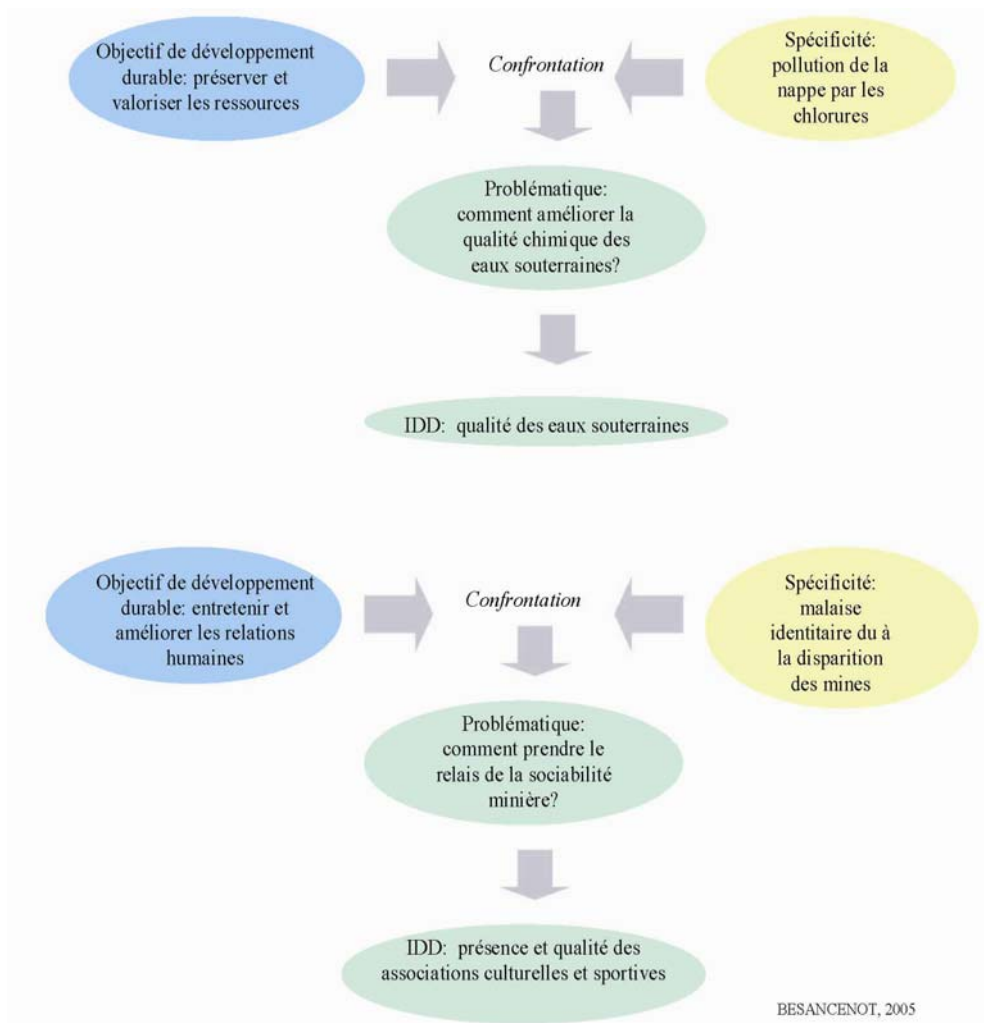 Objectif de développement
durable: préserver et
valoriser les ressources
Confrontation
Spécificité:
pollution de la
nappe par les
chlorures
Problématique:
comment améliorer la
qualité chimique des
eaux souterraines?
IDD: qualité des eaux souterraines
Objectif de développement
durable: entretenir et
améliorer les relations
humaines
Confrontation
Spécificité:
malaise
identitaire du à
la disparition
des mines
Problématique:
comment prendre le
relais de la sociabilité
minière?
IDD: présence et qualité des
associations culturelles et sportives
BESANCENOT, 2005